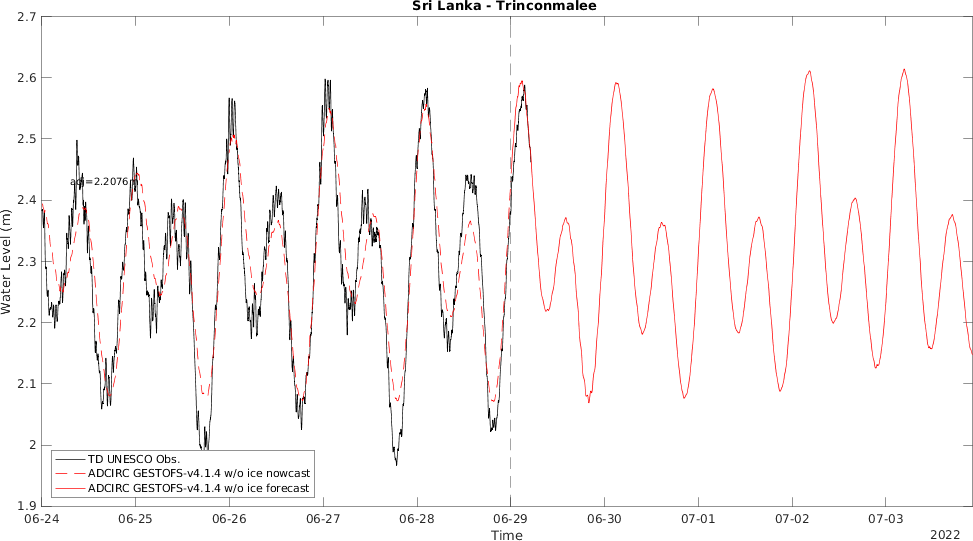 Sri Lanka - Trinconmalee
2.7
2.6
2.5
2.4
2.3
2.2
2.1
2
1.9
Water Level (m)
adj=2.2076m
TD UNESCO Obs.
ADCIRC GESTOFS-v4.1.4 w/o ice nowcast
ADCIRC GESTOFS-v4.1.4 w/o ice forecast
06-24 06-25 06-26 06-27 06-28 06-29 06-30 07-01 07-02 07-03
Time
2022